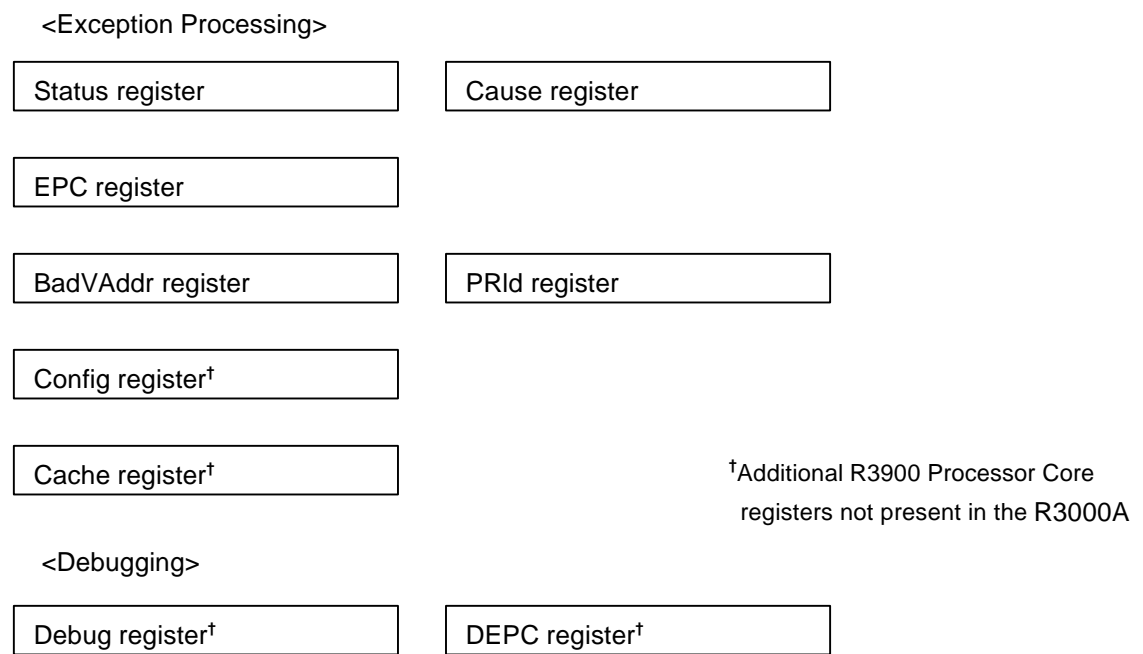 <Exception Processing>
Status register
Cause register
EPC register
BadVAddr register
PRId register
Config register†
Cache register†
†Additional R3900 Processor Core
registers not present in the R3000A
<Debugging>
Debug register†
DEPC register†